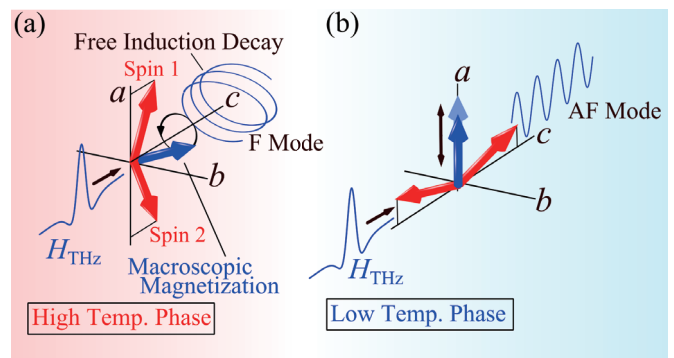 (a)
Free Induction Decay
Spin 1
a
c
F Mode
b
Spin 2
H_THz
Macroscopic
Magnetization
High Temp. Phase
(b)
a
AF Mode
c
b
H_THz
Low Temp. Phase